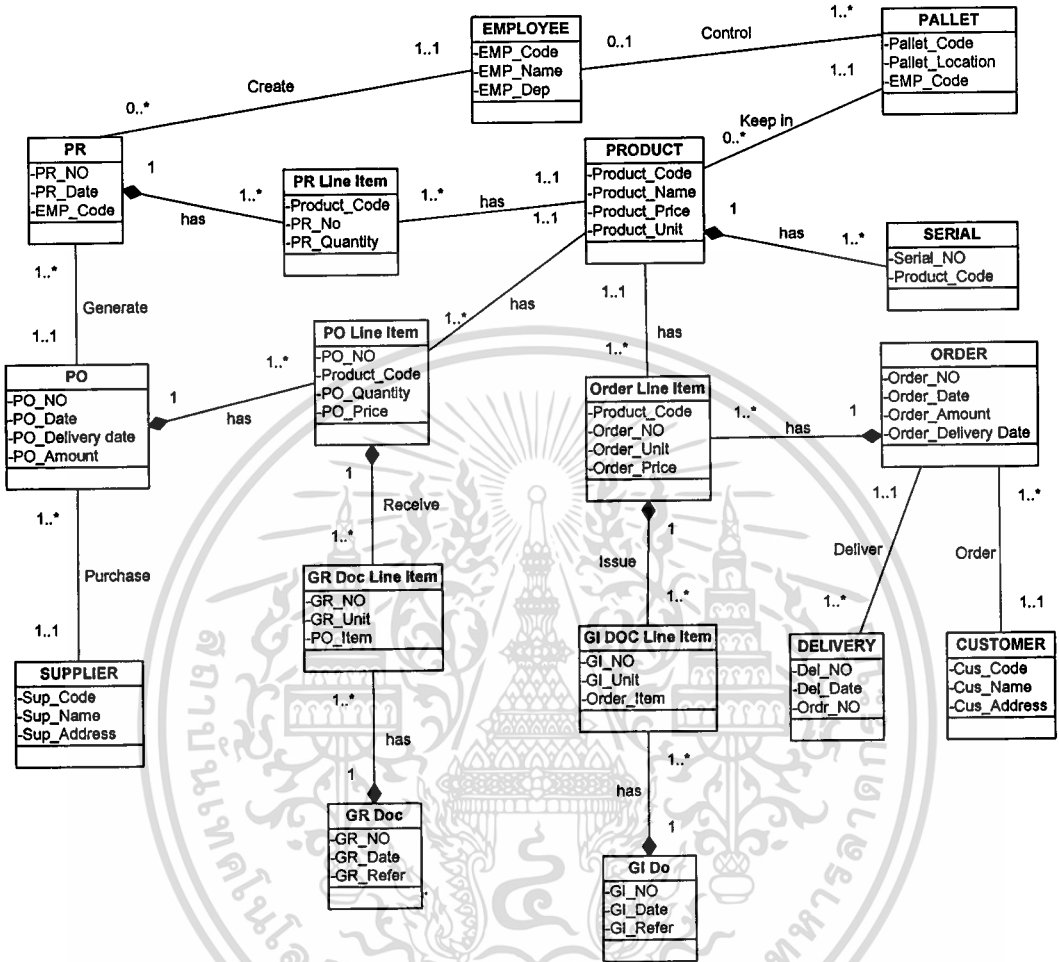 EMPLOYEE
-EMP_Code
-EMP_Name
-EMP_Dep
PALLET
-Pallet_Code
-Pallet_Location
-EMP_Code
1..1
Create
0..*
0..1
Control
1..*
1..1
Keep in
0..*
PR
-PR_NO
-PR_Date
-EMP_Code
1
has
1..*
PR Line Item
-Product_Code
-PR_No
-PR_Quantity
1..*
has
1..1
PRODUCT
-Product_Code
-Product_Name
-Product_Price
-Product_Unit
1
has
1..*
SERIAL
-Serial_NO
-Product_Code
1..*
Generate
1..1
1..1
has
1..*
1..1
has
1..*
PO
-PO_NO
-PO_Date
-PO_Delivery date
-PO_Amount
1
has
1..*
PO Line Item
-PO_NO
-Product_Code
-PO_Quantity
-PO_Price
Order Line Item
-Product_Code
-Order_NO
-Order_Unit
-Order_Price
1..*
has
1
ORDER
-Order_NO
-Order_Date
-Order_Amount
-Order_Delivery Date
1..*
Purchase
1..1
1
Receive
1..*
1
Issue
1..*
1..1
Deliver
1..*
1..*
Order
1..1
SUPPLIER
-Sup_Code
-Sup_Name
-Sup_Address
GR Doc Line Item
-GR_NO
-GR_Unit
-PO_Item
GI DOC Line Item
-GI_NO
-GI_Unit
-Order_Item
DELIVERY
-Del_NO
-Del_Date
-Ordr_NO
CUSTOMER
-Cus_Code
-Cus_Name
-Cus_Address
1..*
has
1
1..*
has
1
GR Doc
-GR_NO
-GR_Date
-GR_Refer
GI Do
-GI_NO
-GI_Date
-GI_Refer